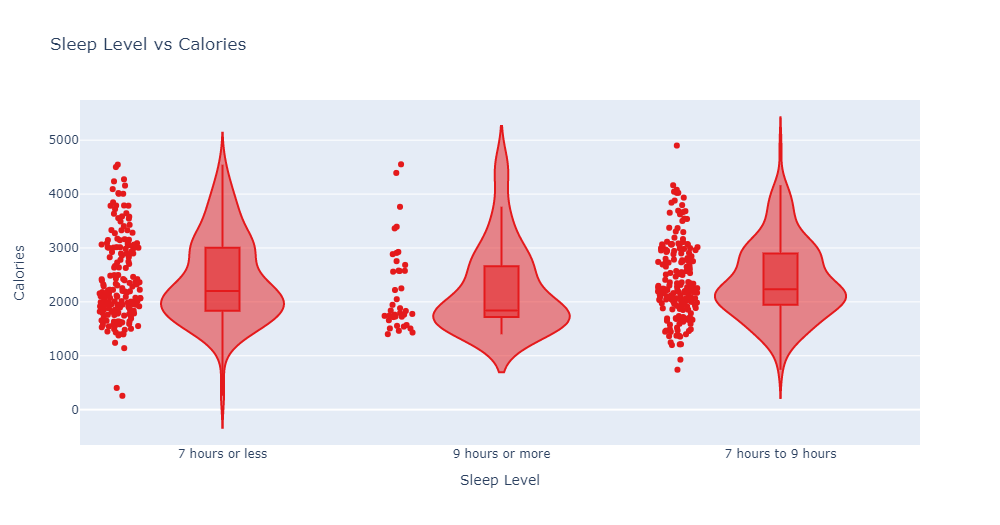 Sleep Level vs Calories
Calories
5000
4000
3000
2000
1000
0
7 hours or less
9 hours or more
7 hours to 9 hours
Sleep Level